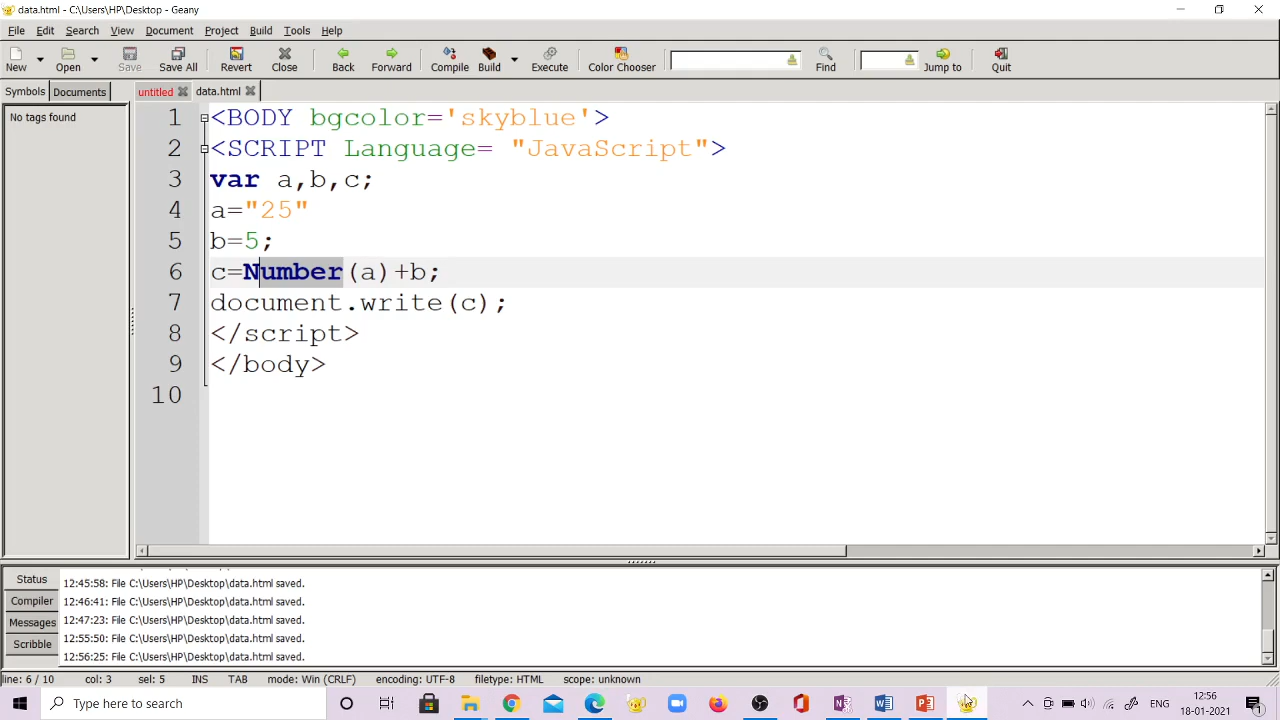 data.html - C:\Users\HP\Desktop - Geany
File Edit Search View Document Project Build Tools Help
New Open Save Save All Revert Close Back Forward Compile Build Execute Color Chooser Find Jump to Quit
Symbols Documents untitled data.html
No tags found
1 <BODY bgcolor='skyblue'>
2 <SCRIPT Language= "JavaScript">
3 var a,b,c;
4 a="25"
5 b=5;
6 c=Number(a)+b;
7 document.write(c);
8 </script>
9 </body>
10
Status
Compiler
Messages
Scribble
12:45:58: File C:\Users\HP\Desktop\data.html saved.
12:46:41: File C:\Users\HP\Desktop\data.html saved.
12:47:23: File C:\Users\HP\Desktop\data.html saved.
12:55:50: File C:\Users\HP\Desktop\data.html saved.
12:56:25: File C:\Users\HP\Desktop\data.html saved.
line: 6 / 10 col: 3 sel: 5 INS TAB mode: Win (CRLF) encoding: UTF-8 filetype: HTML scope: unknown
Type here to search
ENG
12:56
18-01-2021
1